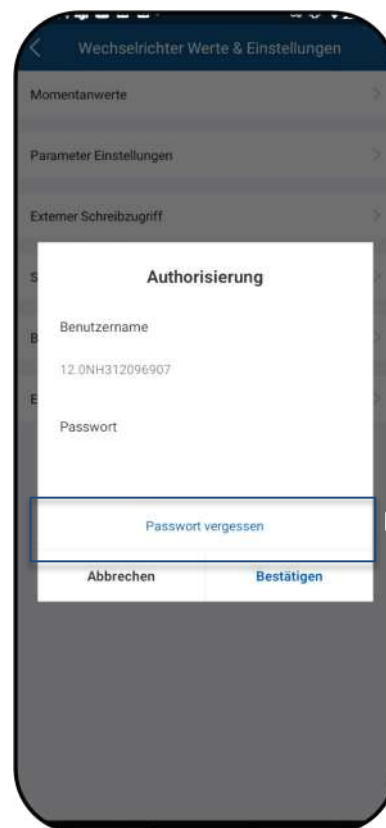 Wechselrichter Werte & Einstellungen
Momentanwerte
Parameter Einstellungen
Externer Schreibzugriff
S
Authorisierung
Benutzername
B
12.0NH312096907
E
Passwort
Passwort vergessen
Abbrechen Bestätigen